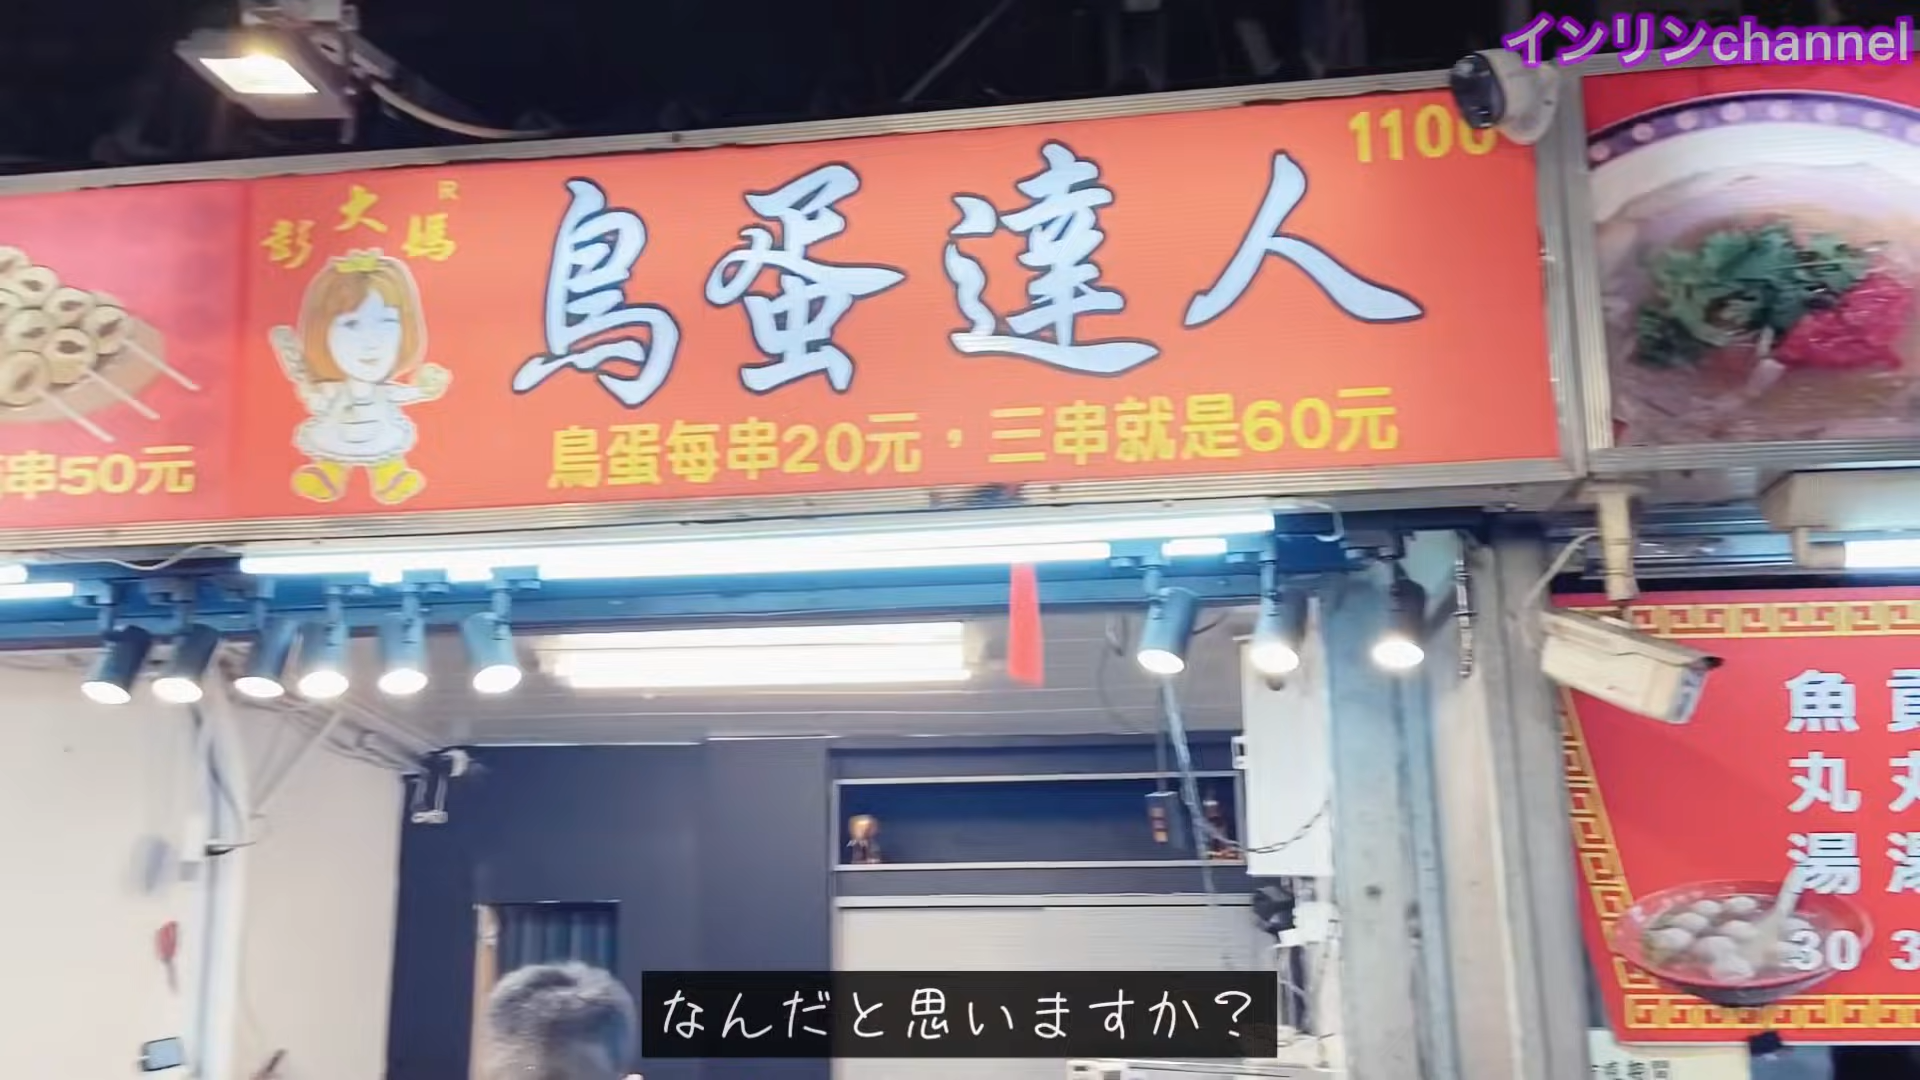 インリンchannel
1100
彭大媽
R
鳥蛋達人
鳥蛋每串20元，三串就是60元
串50元
魚丸湯
30
なんだと思いますか？